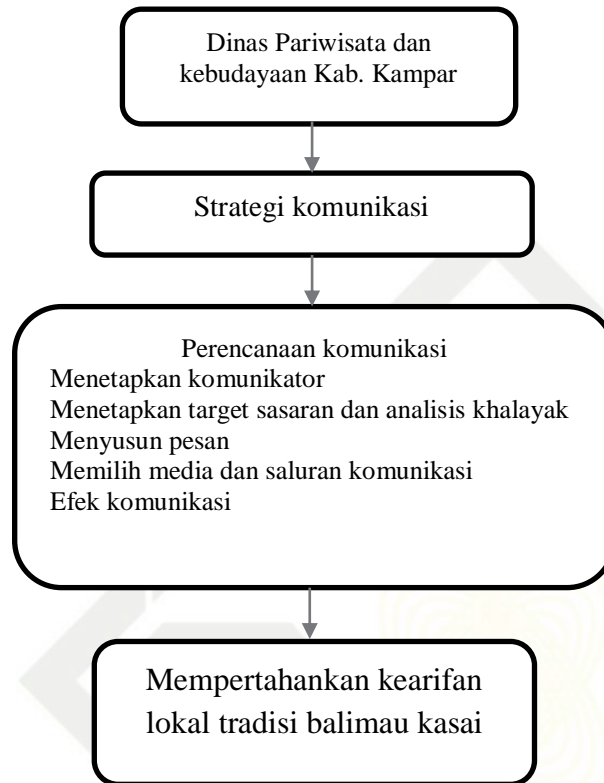 Dinas Pariwisata dan
kebudayaan Kab. Kampar
Strategi komunikasi
Perencanaan komunikasi
Menetapkan komunikator
Menetapkan target sasaran dan analisis khalayak
Menyusun pesan
Memilih media dan saluran komunikasi
Efek komunikasi
Mempertahankan kearifan
lokal tradisi balimau kasai